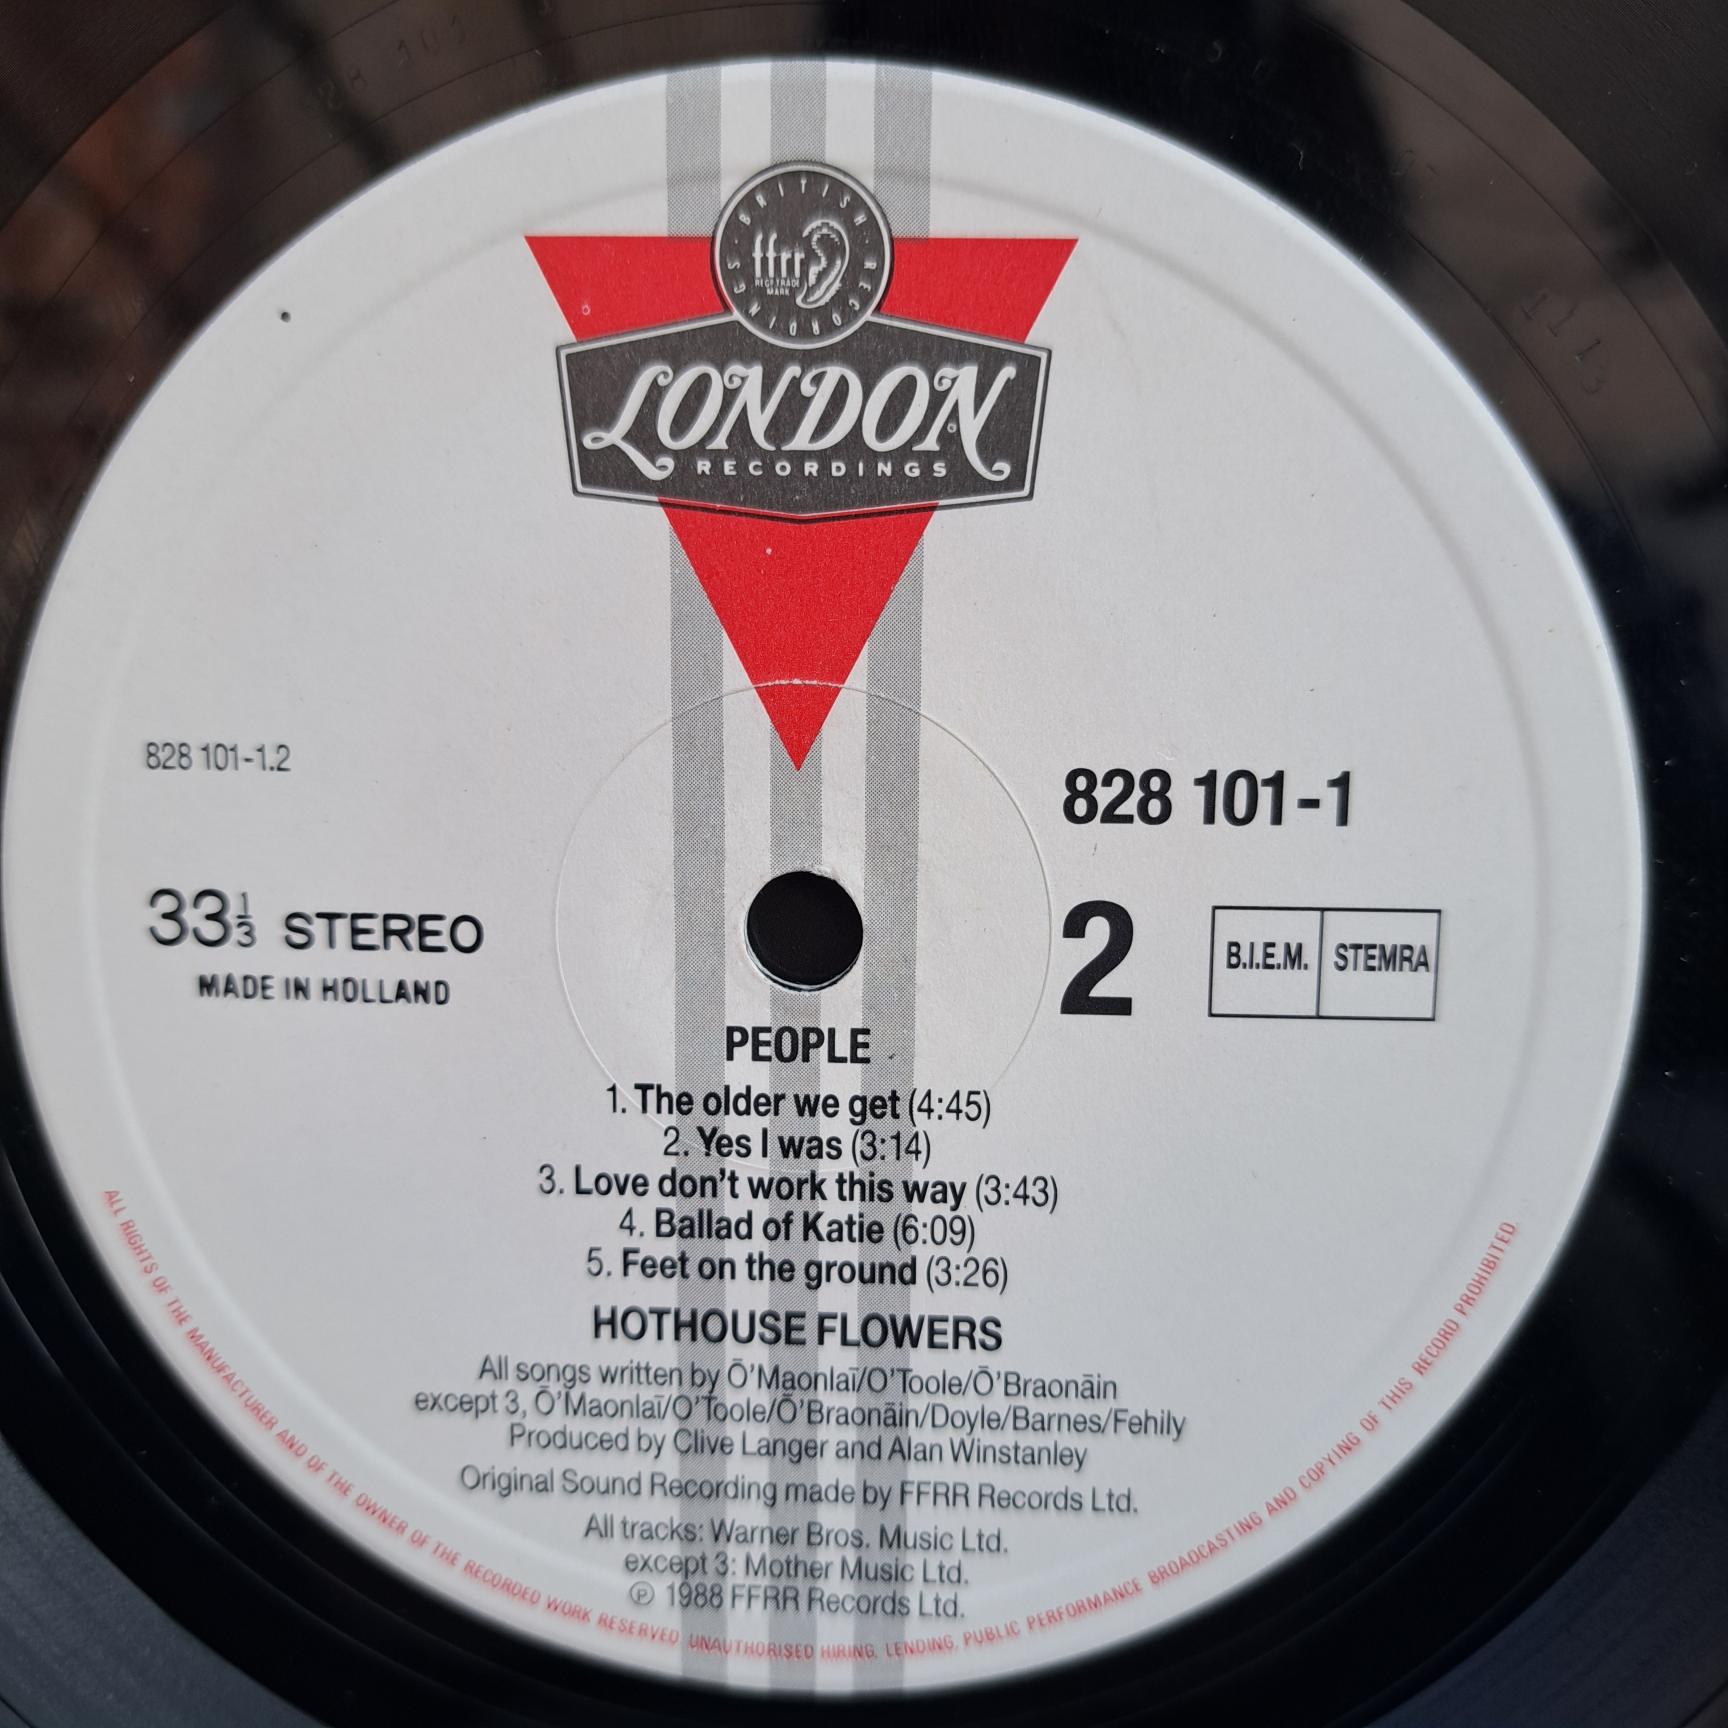 BRITISH RECORDINGS
ffrr
REGD TRADE
MARK
LONDON
RECORDINGS
828 101-1.2
828 101-1
33⅓ STEREO
MADE IN HOLLAND
2
B.I.E.M. STEMRA
PEOPLE
1. The older we get (4:45)
2. Yes I was (3:14)
3. Love don't work this way (3:43)
4. Ballad of Katie (6:09)
5. Feet on the ground (3:26)
HOTHOUSE FLOWERS
All songs written by Ō'Maonlaī/O'Toole/Ō'Braonāin
except 3, Ō'Maonlaī/O'Toole/Ō'Braonāin/Doyle/Barnes/Fehily
Produced by Clive Langer and Alan Winstanley
Original Sound Recording made by FFRR Records Ltd.
All tracks: Warner Bros. Music Ltd.
except 3: Mother Music Ltd.
Ⓟ 1988 FFRR Records Ltd.
ALL RIGHTS OF THE MANUFACTURER AND OF THE OWNER OF THE RECORDED WORK RESERVED. UNAUTHORISED HIRING, LENDING, PUBLIC PERFORMANCE BROADCASTING AND COPYING OF THIS RECORD PROHIBITED